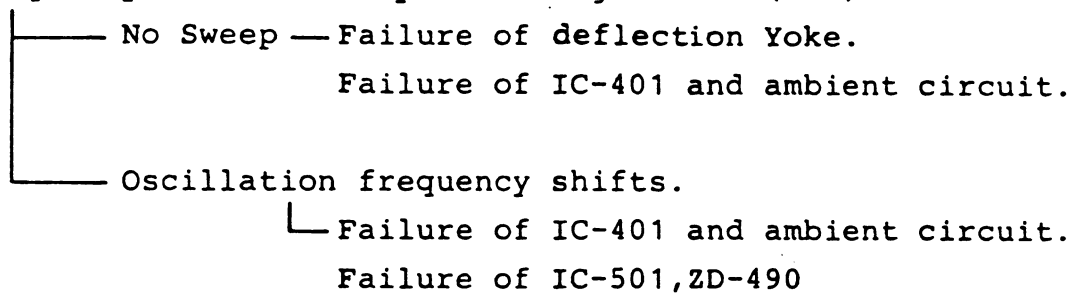 No Sweep — Failure of deflection Yoke.
Failure of IC-401 and ambient circuit.
Oscillation frequency shifts.
Failure of IC-401 and ambient circuit.
Failure of IC-501,ZD-490